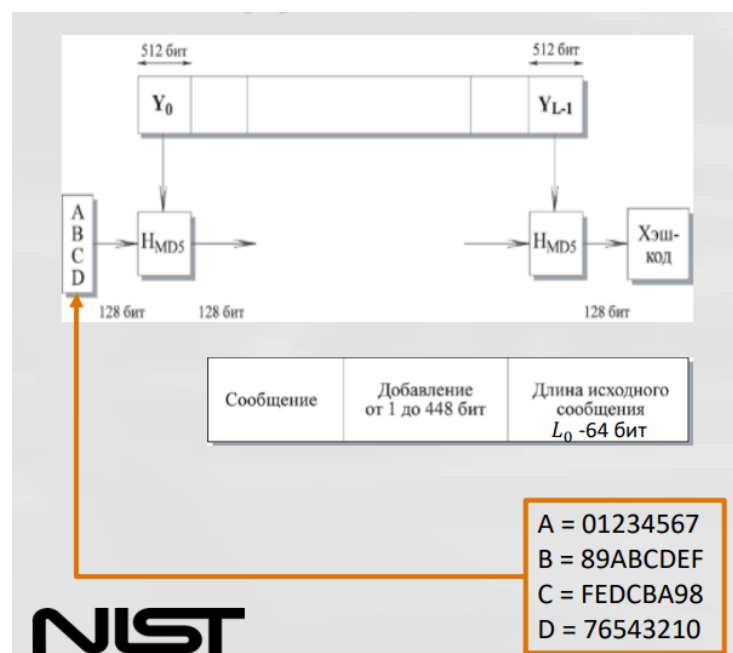 512 бит
512 бит
Y0
YL-1
A
B
C
D
HMD5
HMD5
Хэш-
код
128 бит
128 бит
128 бит
Сообщение
Добавление
от 1 до 448 бит
Длина исходного
сообщения
L0 -64 бит
A = 01234567
B = 89ABCDEF
C = FEDCBA98
D = 76543210
NIST